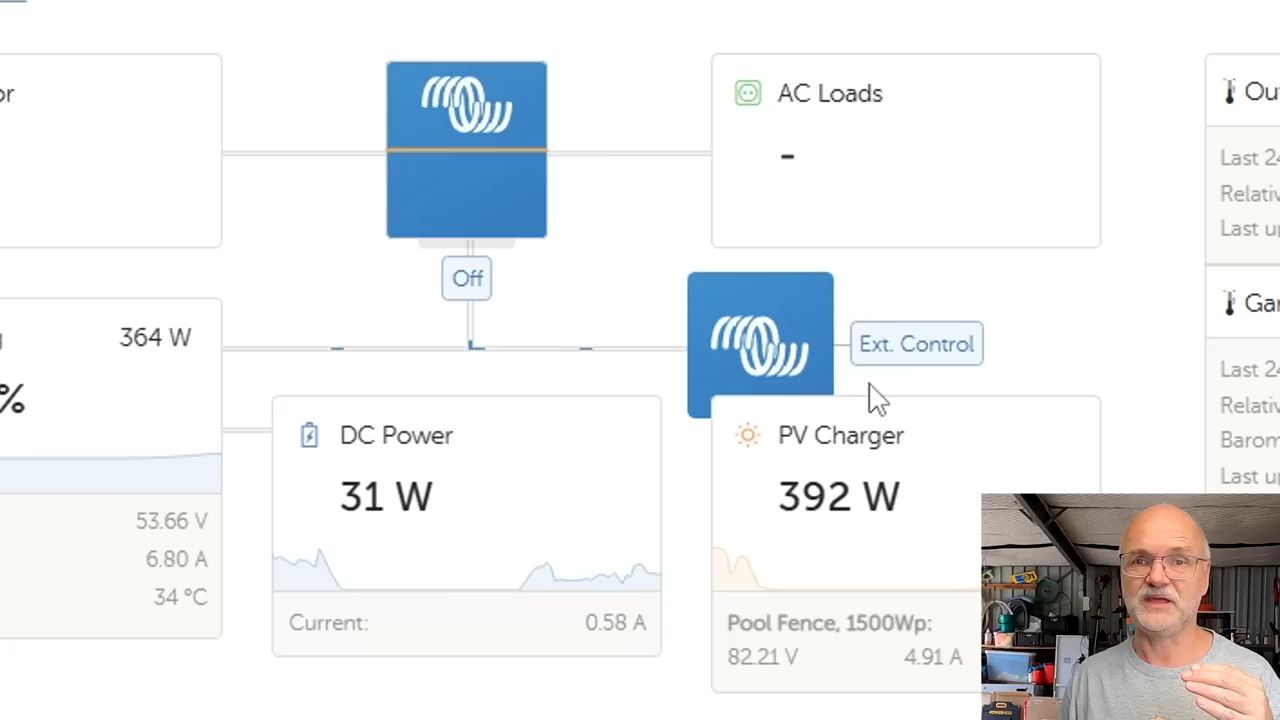 or
AC Loads
-
Off
364 W
%
53.66 V
6.80 A
34 °C
Ext. Control
DC Power
31 W
Current: 0.58 A
PV Charger
392 W
Pool Fence, 1500Wp:
82.21 V 4.91 A
Ou
Last 24
Relativ
Last up
Gar
Last 24
Relativ
Barom
Last up